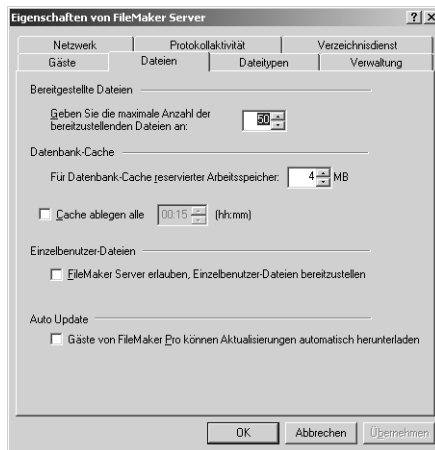 Eigenschaften von FileMaker Server
Netzwerk Protokollaktivität Verzeichnisdienst
Gäste Dateien Dateitypen Verwaltung
Bereitgestellte Dateien
Geben Sie die maximale Anzahl der
bereitzustellenden Dateien an: 50
Datenbank-Cache
Für Datenbank-Cache reservierter Arbeitsspeicher: 4 MB
Cache ablegen alle 00:15 (hh:mm)
Einzelbenutzer-Dateien
FileMaker Server erlauben, Einzelbenutzer-Dateien bereitzustellen
Auto Update
Gäste von FileMaker Pro können Aktualisierungen automatisch herunterladen
OK Abbrechen Übernehmen